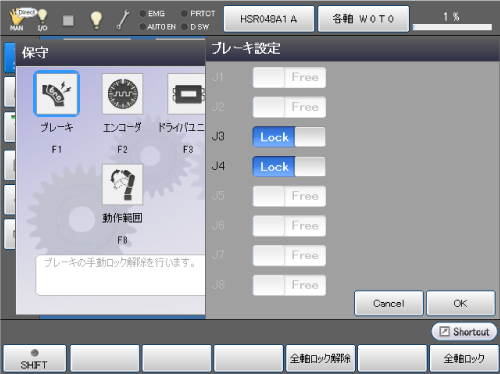 Direct
MAN I/O
EMG PRTCT
AUTO EN D SW
HSR048A1 A
各軸 W 0 T 0
1 %
保守
ブレーキ設定
ブレーキ
F1
エンコーダ
F2
ドライバユニ
F3
動作範囲
F8
ブレーキの手動ロック解除を行います。
J1 Free
J2 Free
J3 Lock
J4 Lock
J5 Free
J6 Free
J7 Free
J8 Free
Cancel
OK
Shortcut
SHIFT
全軸ロック解除
全軸ロック